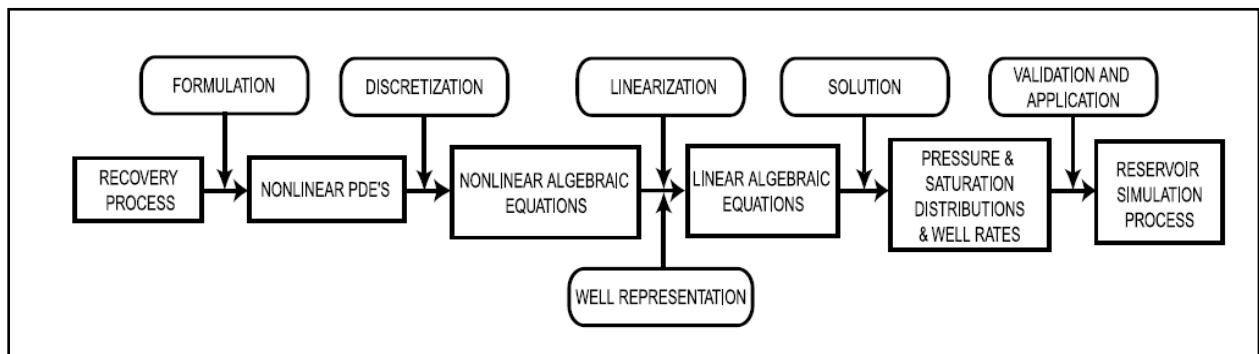 FORMULATION
DISCRETIZATION
LINEARIZATION
SOLUTION
VALIDATION AND
APPLICATION
RECOVERY
PROCESS
NONLINEAR PDE'S
NONLINEAR ALGEBRAIC
EQUATIONS
LINEAR ALGEBRAIC
EQUATIONS
PRESSURE &
SATURATION
DISTRIBUTIONS
& WELL RATES
RESERVOIR
SIMULATION
PROCESS
WELL REPRESENTATION